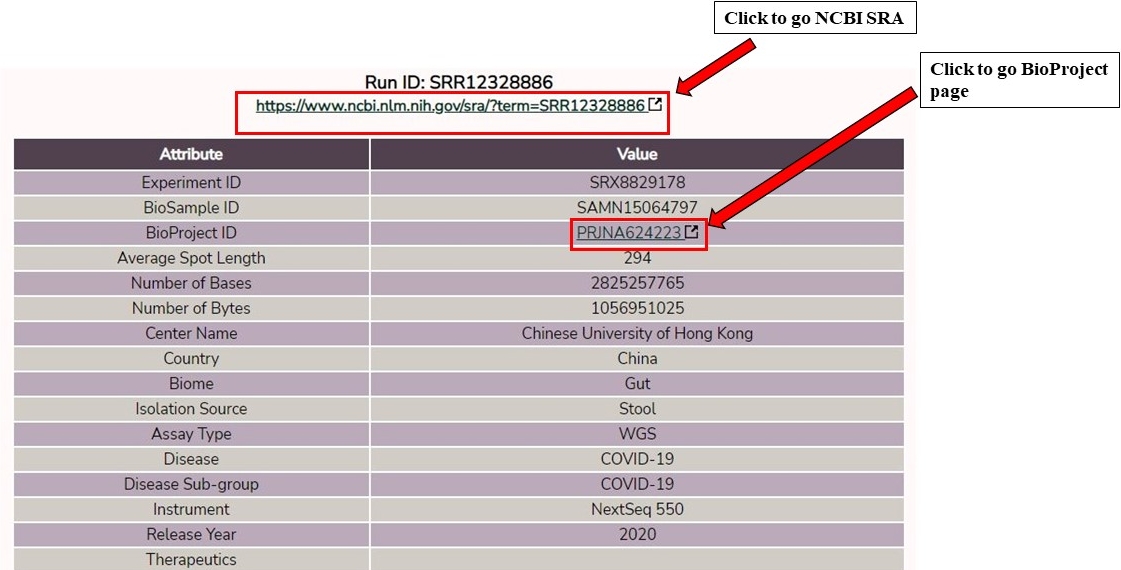 Click to go NCBI SRA
Click to go BioProject
page
Run ID: SRR12328886
https://www.ncbi.nlm.nih.gov/sra/?term=SRR12328886
Attribute Value
Experiment ID SRX8829178
BioSample ID SAMN15064797
BioProject ID PRJNA624223
Average Spot Length 294
Number of Bases 2825257765
Number of Bytes 1056951025
Center Name Chinese University of Hong Kong
Country China
Biome Gut
Isolation Source Stool
Assay Type WGS
Disease COVID-19
Disease Sub-group COVID-19
Instrument NextSeq 550
Release Year 2020
Therapeutics